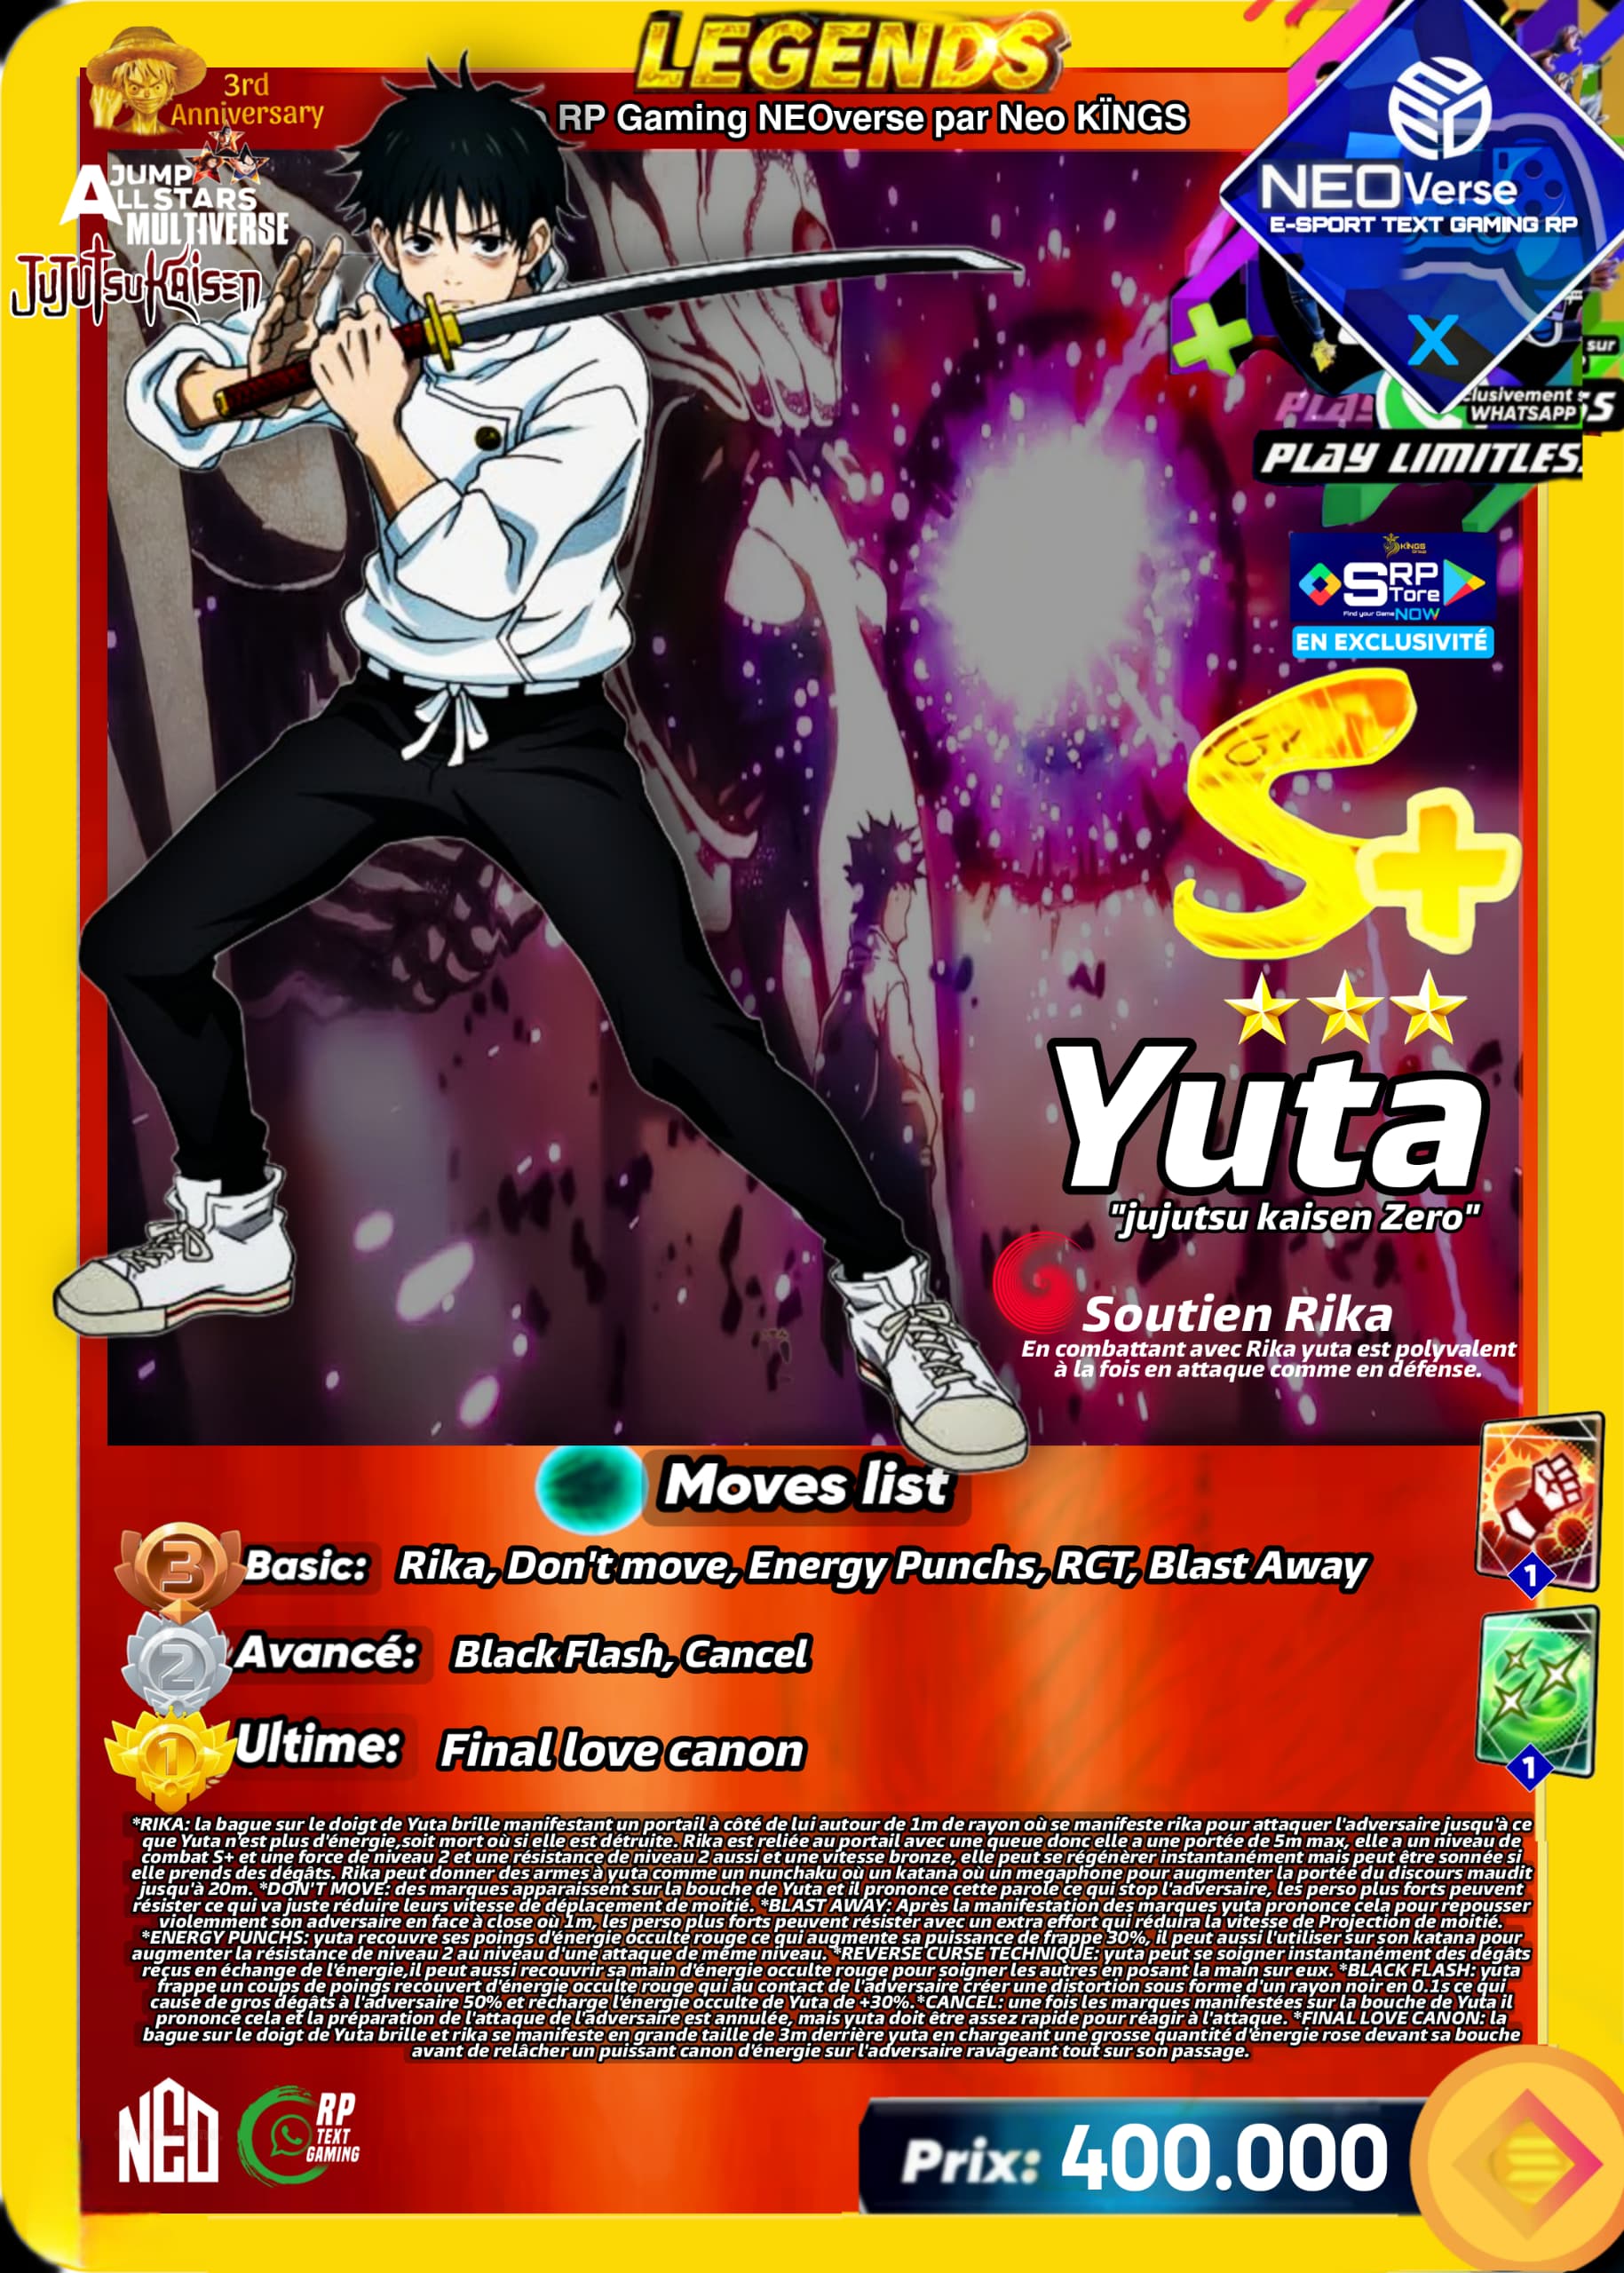 LEGENDS
3rd
Anniversary
RP Gaming NEOverse par Neo KÏNGS
JUMP
ALL STARS
MULTIVERSE
JUJUTSU KAISEN
NEO Verse
E-SPORT TEXT GAMING RP
X
sur
clusivement
WHATSAPP
PLAY LIMITLES
KINGS
SRP
Tore
Find your Game NOW
EN EXCLUSIVITÉ
S+
Yuta
"jujutsu kaisen Zero"
Soutien Rika
En combattant avec Rika yuta est polyvalent
à la fois en attaque comme en défense.
Moves list
3 Basic: Rika, Don't move, Energy Punchs, RCT, Blast Away
1
2 Avancé: Black Flash, Cancel
1 Ultime: Final love canon
1
*RIKA: la bague sur le doigt de Yuta brille manifestant un portail à côté de lui autour de 1m de rayon où se manifeste rika pour attaquer l'adversaire jusqu'à ce
que Yuta n'est plus d'énergie,soit mort où si elle est détruite. Rika est reliée au portail avec une queue donc elle a une portée de 5m max, elle a un niveau de
combat S+ et une force de niveau 2 et une résistance de niveau 2 aussi et une vitesse bronze, elle peut se régénèrer instantanément mais peut être sonnée si
elle prends des dégâts. Rika peut donner des armes à yuta comme un nunchaku où un katana où un megaphone pour augmenter la portée du discours maudit
jusqu'à 20m. *DON'T MOVE: des marques apparaissent sur la bouche de Yuta et il prononce cette parole ce qui stop l'adversaire, les perso plus forts peuvent
résister ce qui va juste réduire leurs vitesse de déplacement de moitié. *BLAST AWAY: Après la manifestation des marques yuta prononce cela pour repousser
violemment son adversaire en face à close où 1m, les perso plus forts peuvent résister avec un extra effort qui réduira la vitesse de Projection de moitié.
*ENERGY PUNCHS: yuta recouvre ses poings d'énergie occulte rouge ce qui augmente sa puissance de frappe 30%, il peut aussi l'utiliser sur son katana pour
augmenter la résistance de niveau 2 au niveau d'une attaque de même niveau. *REVERSE CURSE TECHNIQUE: yuta peut se soigner instantanément des dégâts
reçus en échange de l'énergie,il peut aussi recouvrir sa main d'énergie occulte rouge pour soigner les autres en posant la main sur eux. *BLACK FLASH: yuta
frappe un coups de poings recouvert d'énergie occulte rouge qui au contact de l'adversaire créer une distortion sous forme d'un rayon noir en 0.1s ce qui
cause de gros dégâts à l'adversaire 50% et recharge l'énergie occulte de Yuta de +30%.*CANCEL: une fois les marques manifestées sur la bouche de Yuta il
prononce cela et la préparation de l'attaque de l'adversaire est annulée, mais yuta doit être assez rapide pour réagir à l'attaque. *FINAL LOVE CANON: la
bague sur le doigt de Yuta brille et rika se manifeste en grande taille de 3m derrière yuta en chargeant une grosse quantité d'énergie rose devant sa bouche
avant de relâcher un puissant canon d'énergie sur l'adversaire ravageant tout sur son passage.
NEO
RP
TEXT
GAMING
Prix: 400.000